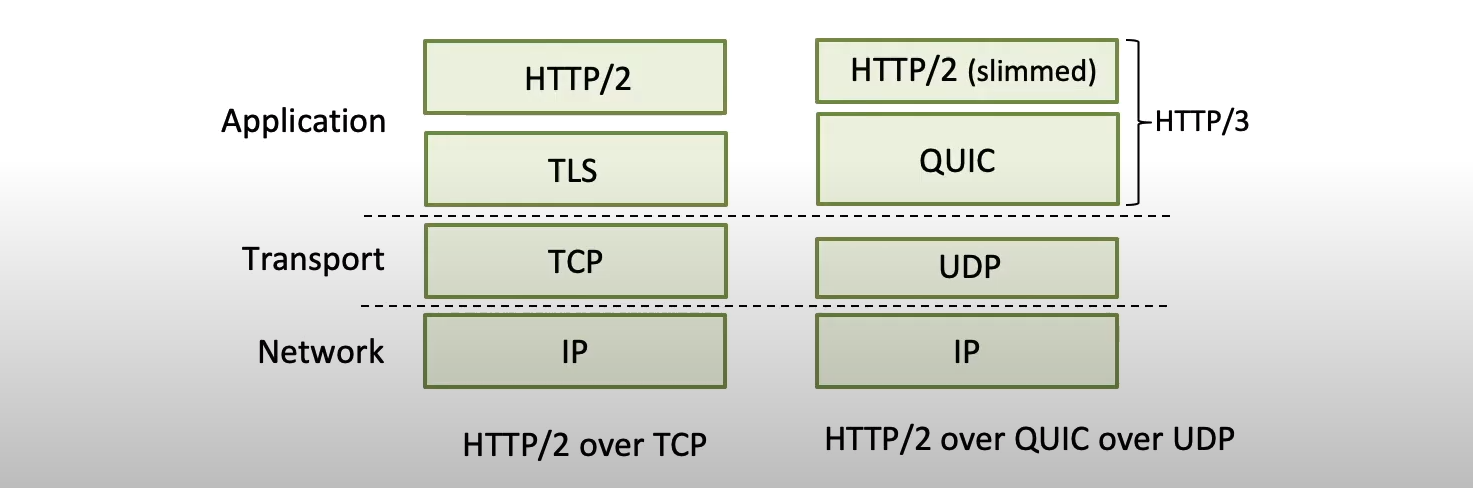 HTTP/2
HTTP/2 (slimmed)
Application
HTTP/3
TLS
QUIC
Transport
TCP
UDP
Network
IP
IP
HTTP/2 over TCP
HTTP/2 over QUIC over UDP